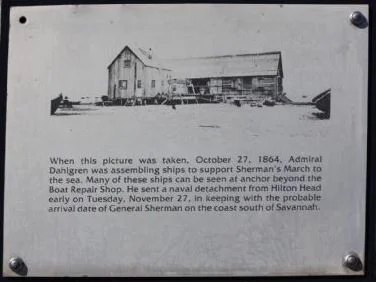 When this picture was taken, October 27, 1864, Admiral
Dahlgren was assembling ships to support Sherman's March to
the sea. Many of these ships can be seen at anchor beyond the
Boat Repair Shop. He sent a naval detachment from Hilton Head
early on Tuesday, November 27, in keeping with the probable
arrival date of General Sherman on the coast south of Savannah.